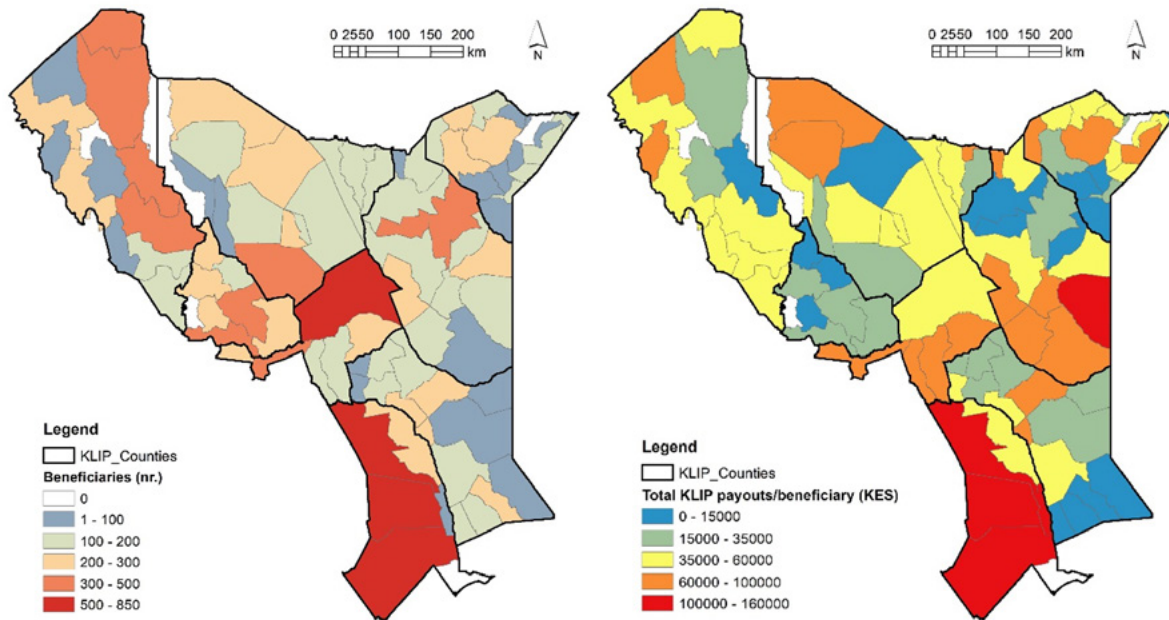 0 2550 100 150 200
km
N
Legend
KLIP_Counties
Beneficiaries (nr.)
0
1 - 100
100 - 200
200 - 300
300 - 500
500 - 850
0 2550 100 150 200
km
N
Legend
KLIP_Counties
Total KLIP payouts/beneficiary (KES)
0 - 15000
15000 - 35000
35000 - 60000
60000 - 100000
100000 - 160000